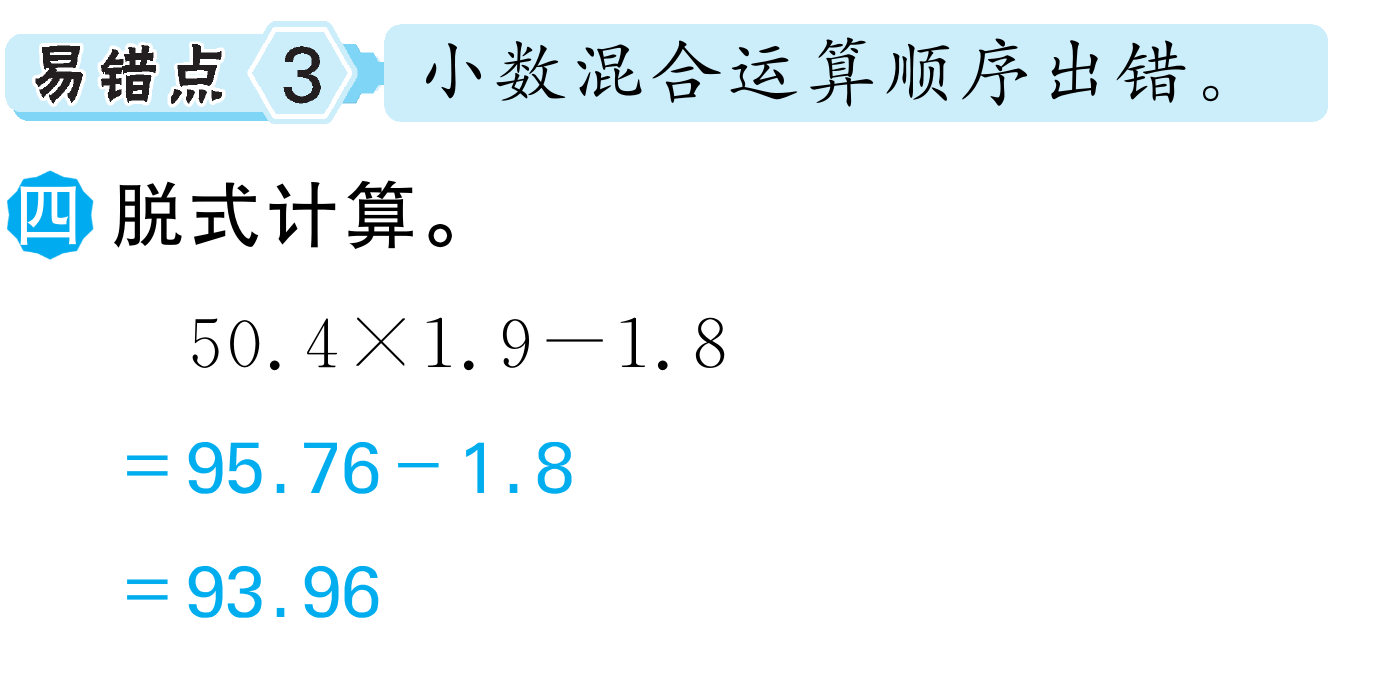 易错点 3 小数混合运算顺序出错。
四 脱式计算。
50.4×1.9-1.8
=95.76-1.8
=93.96